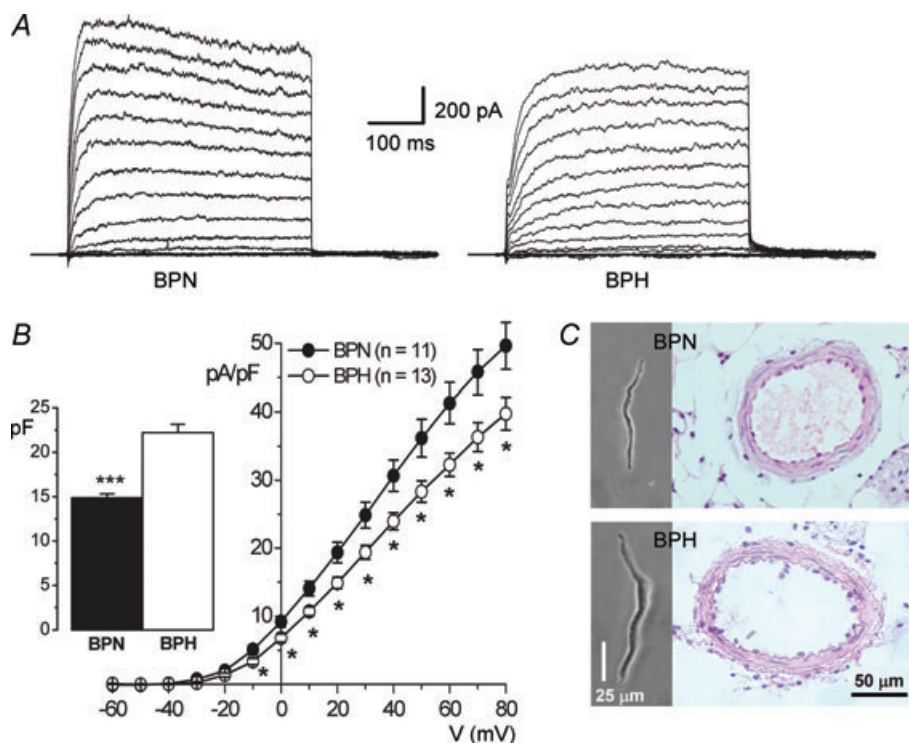 A
200 pA
100 ms
BPN
BPH
B
pA/pF
BPN (n = 11)
BPH (n = 13)
50
40
30
20
10
-60
-40
-20
0
20
40
60
80
V (mV)
pF
25
20
15
10
5
0
***
BPN
BPH
* * * * * * * * * *
C
BPN
BPH
25 µm
50 µm